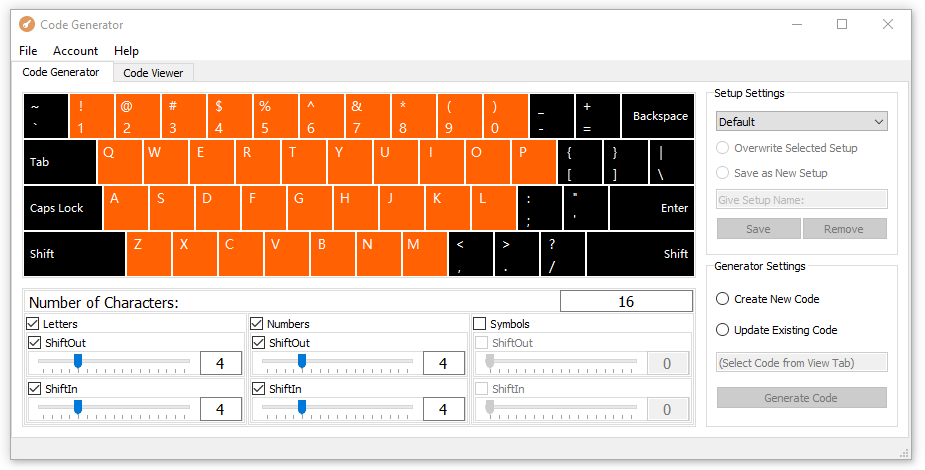 Code Generator
File Account Help
Code Generator Code Viewer
~ ! @ # $ % ^ & * ( ) _ + Backspace
` 1 2 3 4 5 6 7 8 9 0 - =
Tab Q W E R T Y U I O P { } |
[ ] \
Caps Lock A S D F G H J K L : " Enter
; '
Shift Z X C V B N M < > ? Shift
, . /
Number of Characters: 16
Letters Numbers Symbols
ShiftOut ShiftOut ShiftOut
4 4 0
ShiftIn ShiftIn ShiftIn
4 4 0
Setup Settings
Default
Overwrite Selected Setup
Save as New Setup
Give Setup Name:
Save Remove
Generator Settings
Create New Code
Update Existing Code
(Select Code from View Tab)
Generate Code